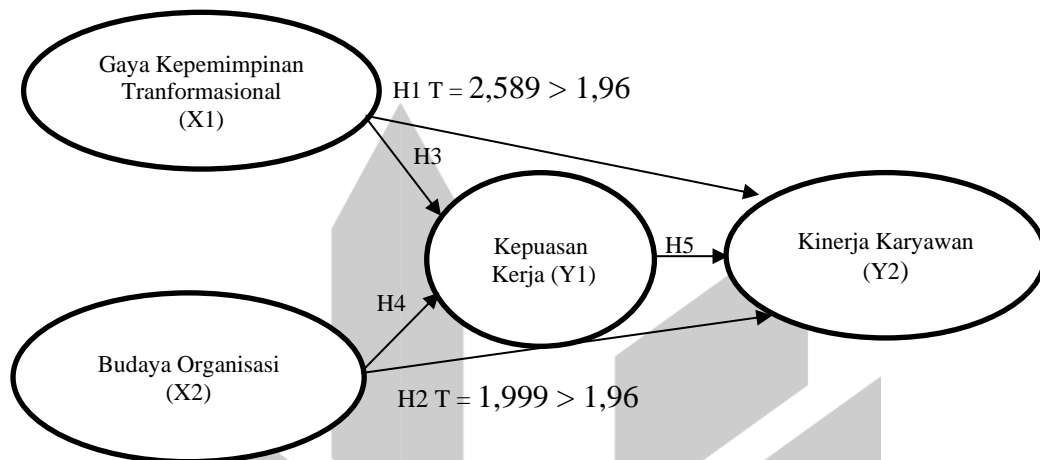 Gaya Kepemimpinan
Tranformasional
(X1)
H1 T = 2,589 > 1,96
H3
Kepuasan
Kerja (Y1)
H5
Kinerja Karyawan
(Y2)
H4
Budaya Organisasi
(X2)
H2 T = 1,999 > 1,96